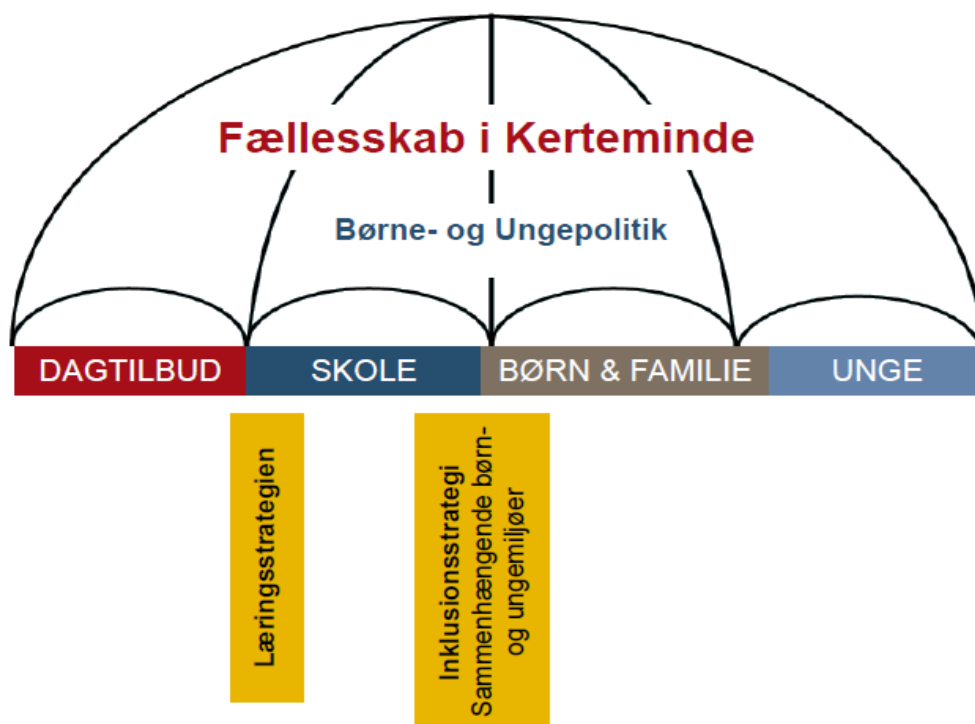 Fællesskab i Kerteminde
Børne- og Ungepolitik
DAGTILBUD
SKOLE
BØRN & FAMILIE
UNGE
Læringsstrategien
Inklusionsstrategi
Sammenhængende børn-
og ungemiljøer